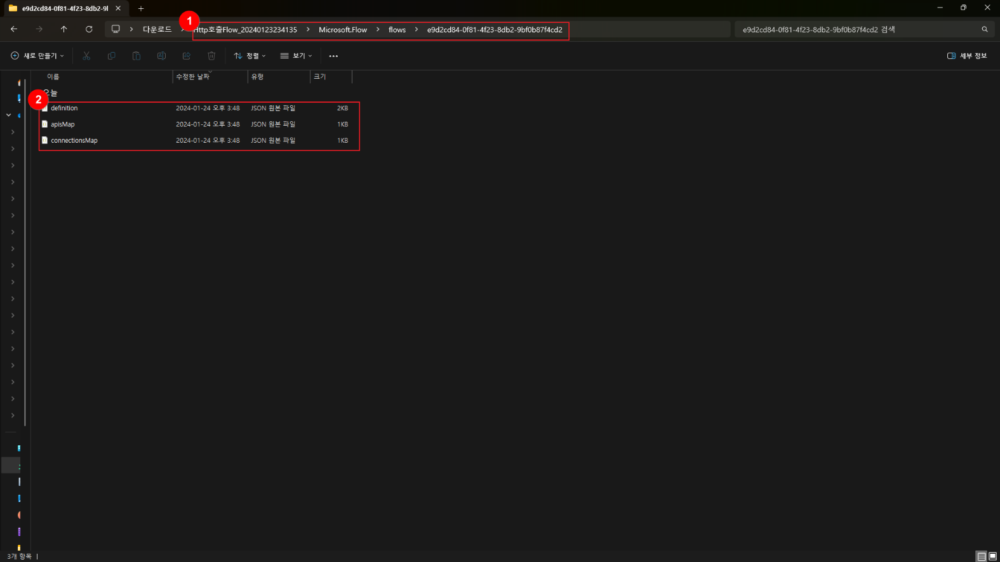 e9d2cd84-0f81-4f23-8db2-9l
1
다운로드 Http호출Flow_20240123234135 Microsoft.Flow flows e9d2cd84-0f81-4f23-8db2-9bf0b87f4cd2
e9d2cd84-0f81-4f23-8db2-9bf0b87f4cd2 검색
새로 만들기 정렬 보기 ... 세부 정보
이름 수정한 날짜 유형 크기
오늘
2
definition 2024-01-24 오후 3:48 JSON 원본 파일 2KB
apisMap 2024-01-24 오후 3:48 JSON 원본 파일 1KB
connectionsMap 2024-01-24 오후 3:48 JSON 원본 파일 1KB
3개 항목